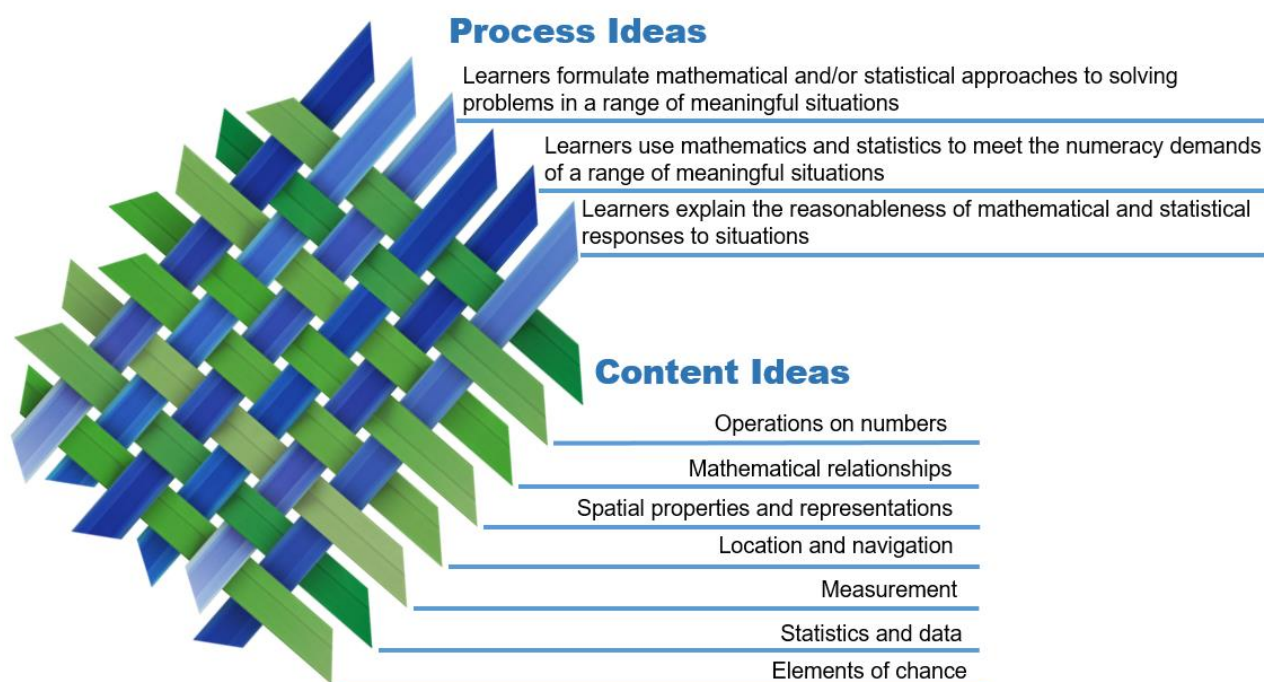 Process Ideas
Learners formulate mathematical and/or statistical approaches to solving
problems in a range of meaningful situations
Learners use mathematics and statistics to meet the numeracy demands
of a range of meaningful situations
Learners explain the reasonableness of mathematical and statistical
responses to situations
Content Ideas
Operations on numbers
Mathematical relationships
Spatial properties and representations
Location and navigation
Measurement
Statistics and data
Elements of chance